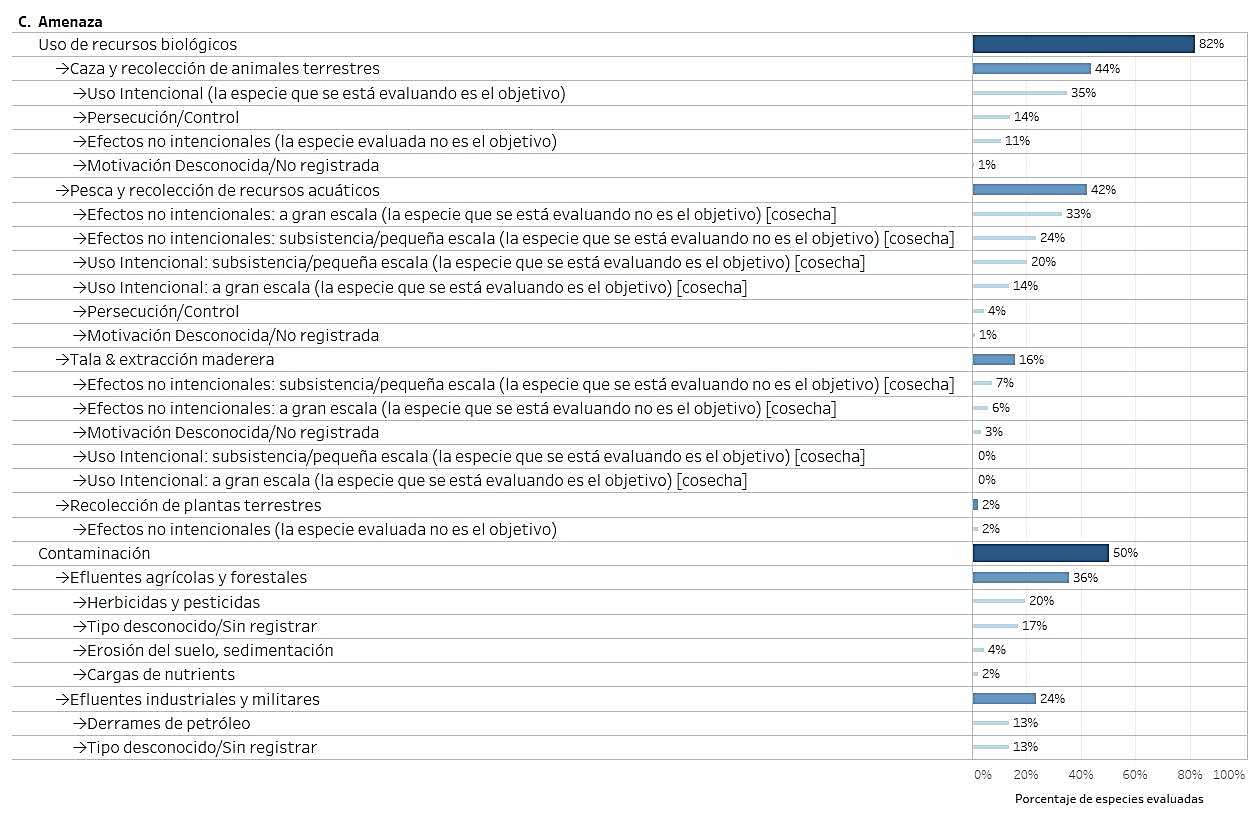 C. Amenaza
Uso de recursos biológicos 82%
→Caza y recolección de animales terrestres 44%
→Uso Intencional (la especie que se está evaluando es el objetivo) 35%
→Persecución/Control 14%
→Efectos no intencionales (la especie evaluada no es el objetivo) 11%
→Motivación Desconocida/No registrada 1%
→Pesca y recolección de recursos acuáticos 42%
→Efectos no intencionales: a gran escala (la especie que se está evaluando no es el objetivo) [cosecha] 33%
→Efectos no intencionales: subsistencia/pequeña escala (la especie que se está evaluando no es el objetivo) [cosecha] 24%
→Uso Intencional: subsistencia/pequeña escala (la especie que se está evaluando es el objetivo) [cosecha] 20%
→Uso Intencional: a gran escala (la especie que se está evaluando es el objetivo) [cosecha] 14%
→Persecución/Control 4%
→Motivación Desconocida/No registrada 1%
→Tala & extracción maderera 16%
→Efectos no intencionales: subsistencia/pequeña escala (la especie que se está evaluando no es el objetivo) [cosecha] 7%
→Efectos no intencionales: a gran escala (la especie que se está evaluando no es el objetivo) [cosecha] 6%
→Motivación Desconocida/No registrada 3%
→Uso Intencional: subsistencia/pequeña escala (la especie que se está evaluando es el objetivo) [cosecha] 0%
→Uso Intencional: a gran escala (la especie que se está evaluando es el objetivo) [cosecha] 0%
→Recolección de plantas terrestres 2%
→Efectos no intencionales (la especie evaluada no es el objetivo) 2%
Contaminación 50%
→Efluentes agrícolas y forestales 36%
→Herbicidas y pesticidas 20%
→Tipo desconocido/Sin registrar 17%
→Erosión del suelo, sedimentación 4%
→Cargas de nutrients 2%
→Efluentes industriales y militares 24%
→Derrames de petróleo 13%
→Tipo desconocido/Sin registrar 13%
0% 20% 40% 60% 80% 100%
Porcentaje de especies evaluadas